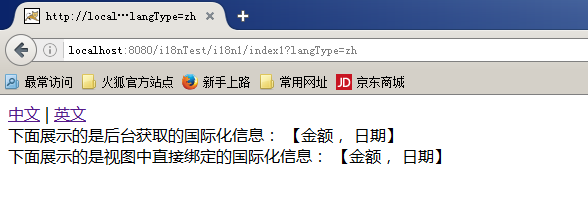 http://local…langType=zh
localhost:8080/i18nTest/i18n1/index1?langType=zh
最常访问 火狐官方站点 新手上路 常用网址 JD 京东商城
中文 | 英文
下面展示的是后台获取的国际化信息： 【金额 ，日期】
下面展示的是视图中直接绑定的国际化信息： 【金额 ，日期】